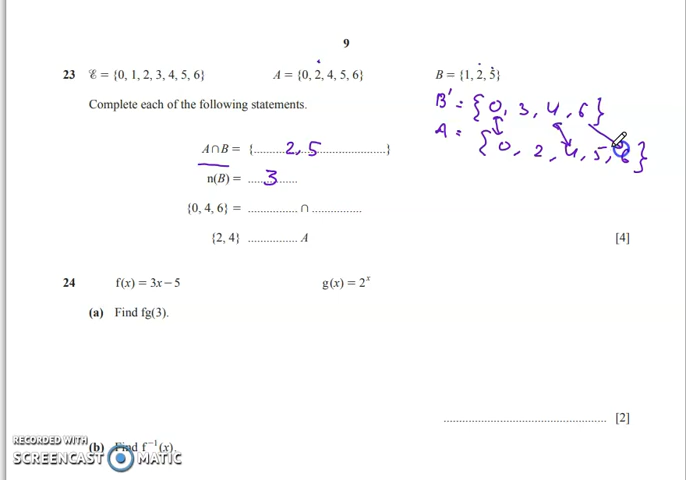 9
23 ℰ = {0, 1, 2, 3, 4, 5, 6} A = {0, 2, 4, 5, 6} B = {1, 2, 5}
B' = {0, 3, 4, 6}
Complete each of the following statements.
A = {0, 2, 4, 5, 6}
A∩B = {..........2, 5......................}
n(B) = ......3.......
{0, 4, 6} = ................ ∩ ................
{2, 4} ................ A
[4]
24 f(x) = 3x − 5 g(x) = 2ˣ
(a) Find fg(3).
................................................ [2]
RECORDED WITH
(b) Find f⁻¹(x).
SCREENCAST MATIC